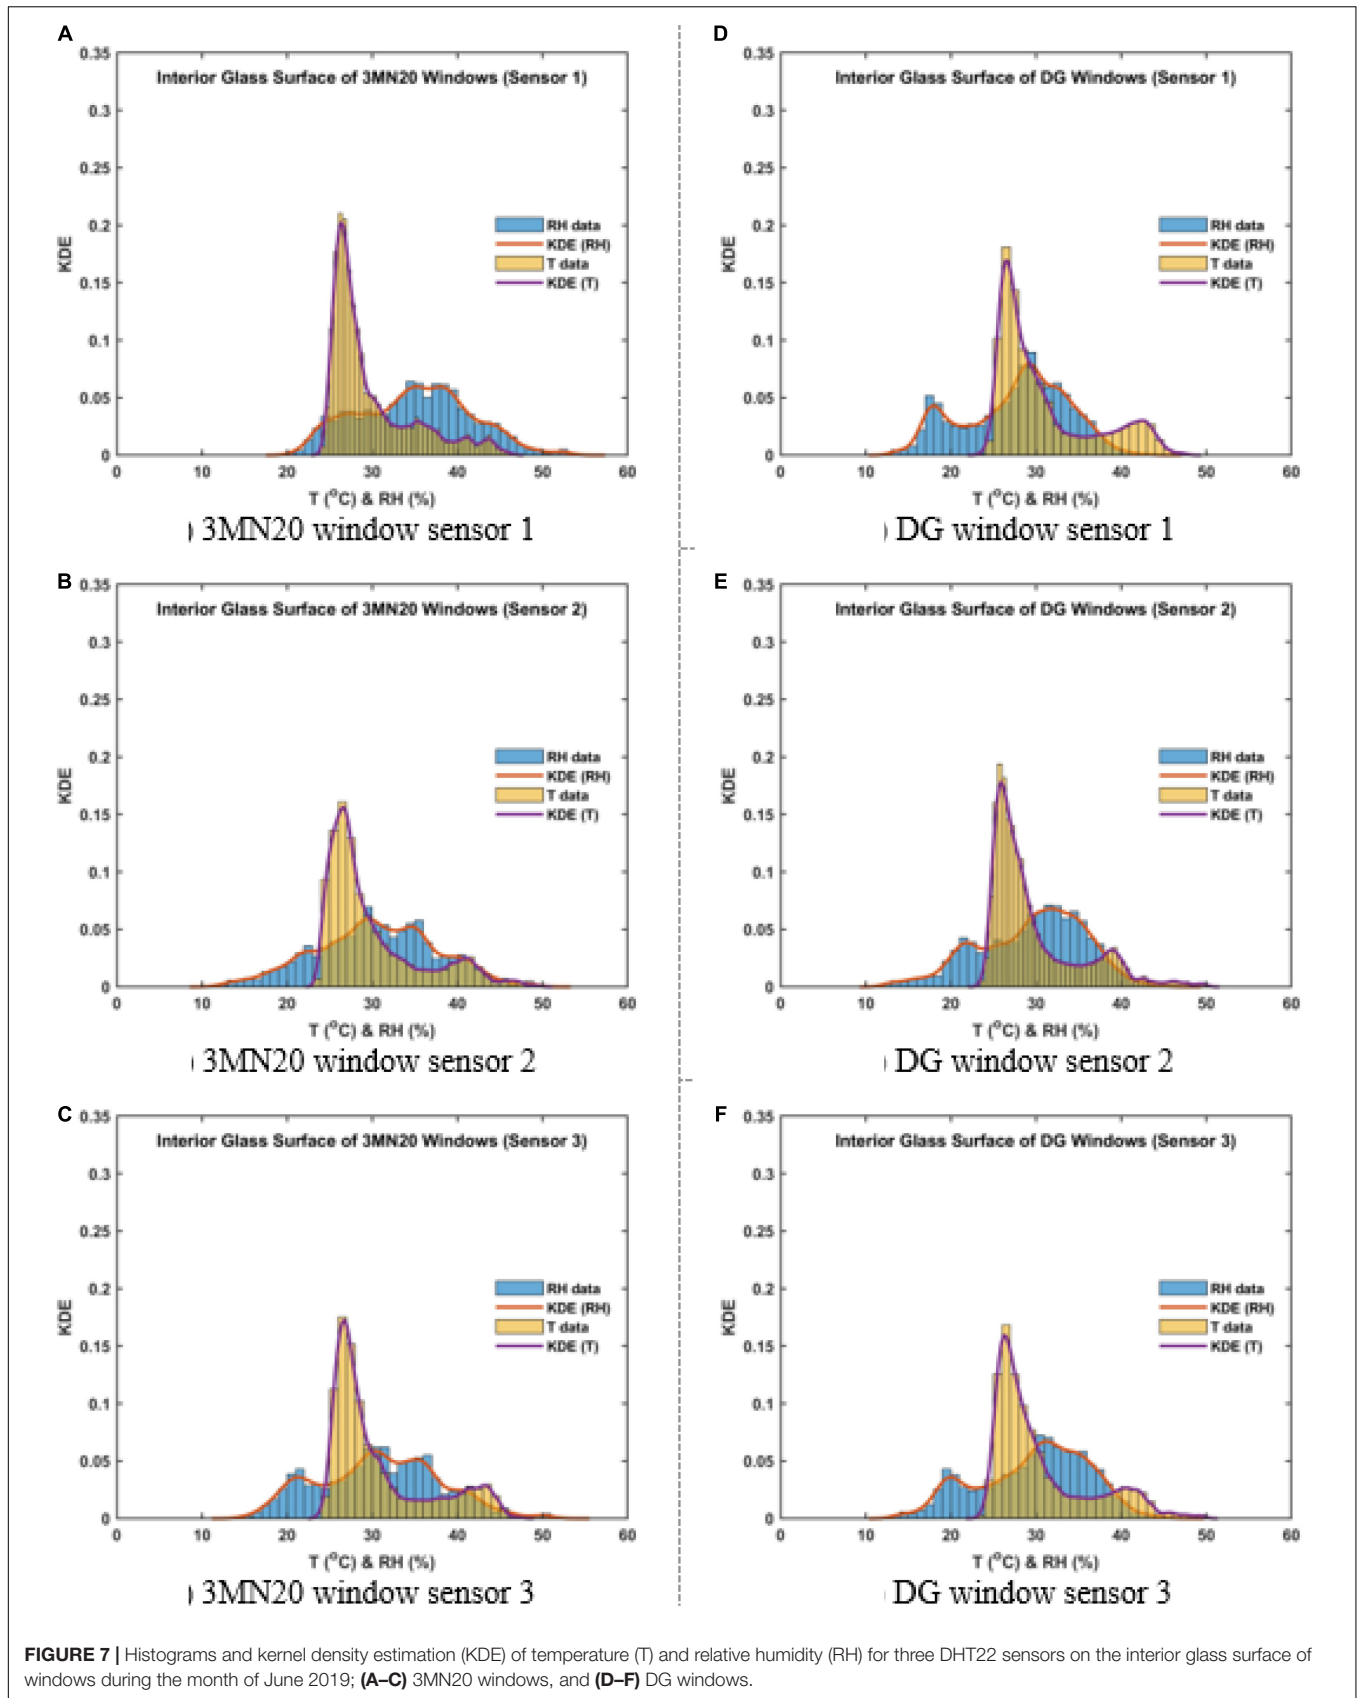 A
0.35
Interior Glass Surface of 3MN20 Windows (Sensor 1)
0.3
0.25
0.2
RH data
KDE (RH)
T data
KDE (T)
KDE
0.15
0.1
0.05
0
0 10 20 30 40 50 60
T (°C) & RH (%)
) 3MN20 window sensor 1
B
0.35
Interior Glass Surface of 3MN20 Windows (Sensor 2)
0.3
0.25
0.2
RH data
KDE (RH)
T data
KDE (T)
KDE
0.15
0.1
0.05
0
0 10 20 30 40 50 60
T (°C) & RH (%)
) 3MN20 window sensor 2
C
0.35
Interior Glass Surface of 3MN20 Windows (Sensor 3)
0.3
0.25
0.2
RH data
KDE (RH)
T data
KDE (T)
KDE
0.15
0.1
0.05
0
0 10 20 30 40 50 60
T (°C) & RH (%)
) 3MN20 window sensor 3
D
0.35
Interior Glass Surface of DG Windows (Sensor 1)
0.3
0.25
0.2
RH data
KDE (RH)
T data
KDE (T)
KDE
0.15
0.1
0.05
0
0 10 20 30 40 50 60
T (°C) & RH (%)
) DG window sensor 1
E
0.35
Interior Glass Surface of DG Windows (Sensor 2)
0.3
0.25
0.2
RH data
KDE (RH)
T data
KDE (T)
KDE
0.15
0.1
0.05
0
0 10 20 30 40 50 60
T (°C) & RH (%)
) DG window sensor 2
F
0.35
Interior Glass Surface of DG Windows (Sensor 3)
0.3
0.25
0.2
RH data
KDE (RH)
T data
KDE (T)
KDE
0.15
0.1
0.05
0
0 10 20 30 40 50 60
T (°C) & RH (%)
) DG window sensor 3
FIGURE 7 | Histograms and kernel density estimation (KDE) of temperature (T) and relative humidity (RH) for three DHT22 sensors on the interior glass surface of
windows during the month of June 2019; (A–C) 3MN20 windows, and (D–F) DG windows.